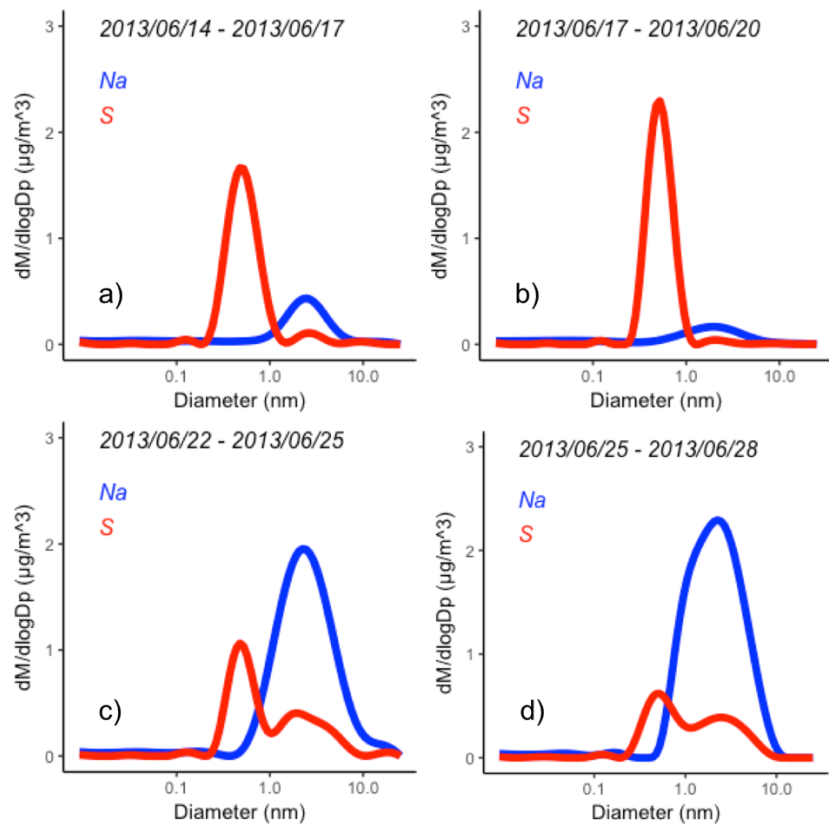 2013/06/14 - 2013/06/17
Na
S
a)
dM/dlogDp (µg/m^3)
3
2
1
0
0.1 1.0 10.0
Diameter (nm)
2013/06/17 - 2013/06/20
Na
S
b)
dM/dlogDp (µg/m^3)
3
2
1
0
0.1 1.0 10.0
Diameter (nm)
2013/06/22 - 2013/06/25
Na
S
c)
dM/dlogDp (µg/m^3)
3
2
1
0
0.1 1.0 10.0
Diameter (nm)
2013/06/25 - 2013/06/28
Na
S
d)
dM/dlogDp (µg/m^3)
3
2
1
0
0.1 1.0 10.0
Diameter (nm)